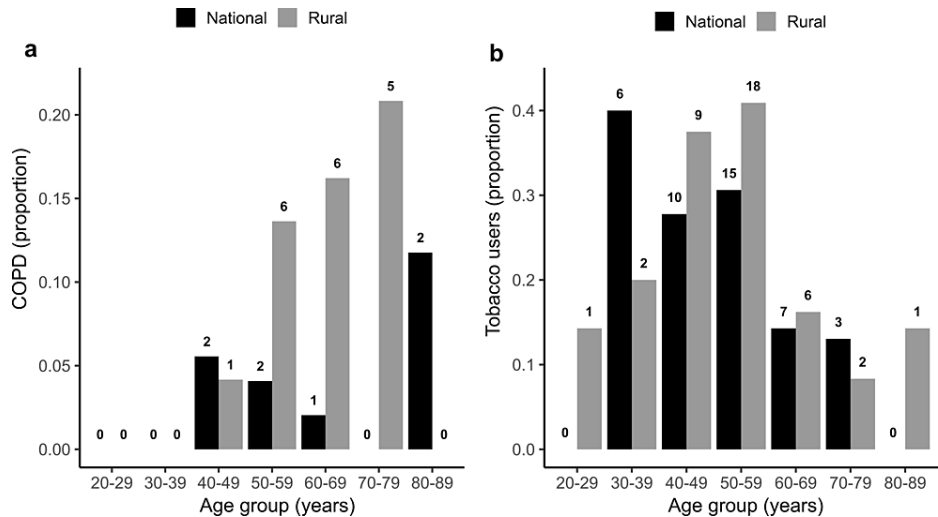 National Rural
a
COPD (proportion)
0.20
0.15
0.10
0.05
0.00
0 0 0 0 2 1 2 6 1 6 0 5 2 0
20-29 30-39 40-49 50-59 60-69 70-79 80-89
Age group (years)
National Rural
b
Tobacco users (proportion)
0.4
0.3
0.2
0.1
0.0
0 1 6 2 10 9 15 18 7 6 3 2 0 1
20-29 30-39 40-49 50-59 60-69 70-79 80-89
Age group (years)